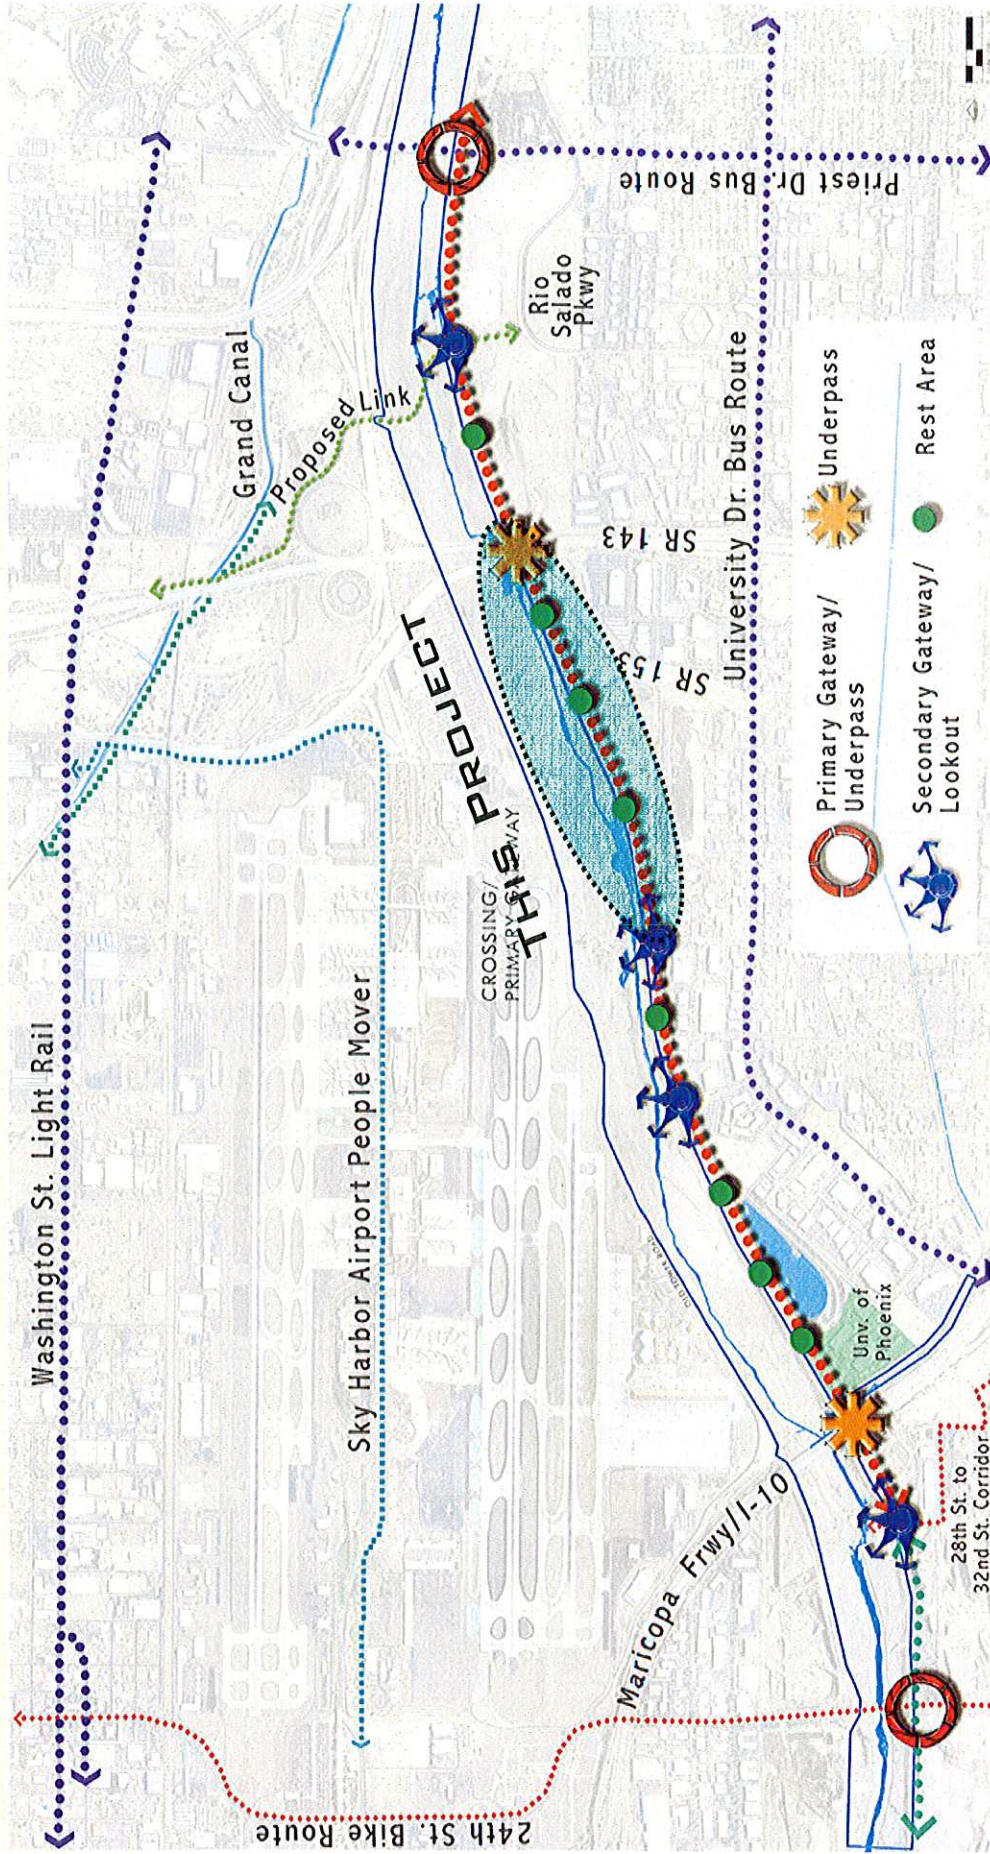 Washington St. Light Rail
Grand Canal
Proposed Link
Sky Harbor Airport People Mover
24th St. Bike Route
Maricopa Frwy/I-10
CROSSING/
PRIMARY
THIS PROJECT
OLD TOWER ROAD
Rio
Salado
Pkwy
Priest Dr. Bus Route
SR 143
SR 153
University Dr. Bus Route
Unv. of
Phoenix
28th St. to
32nd St. Corridor
Primary Gateway/
Underpass
Underpass
Secondary Gateway/
Lookout
Rest Area